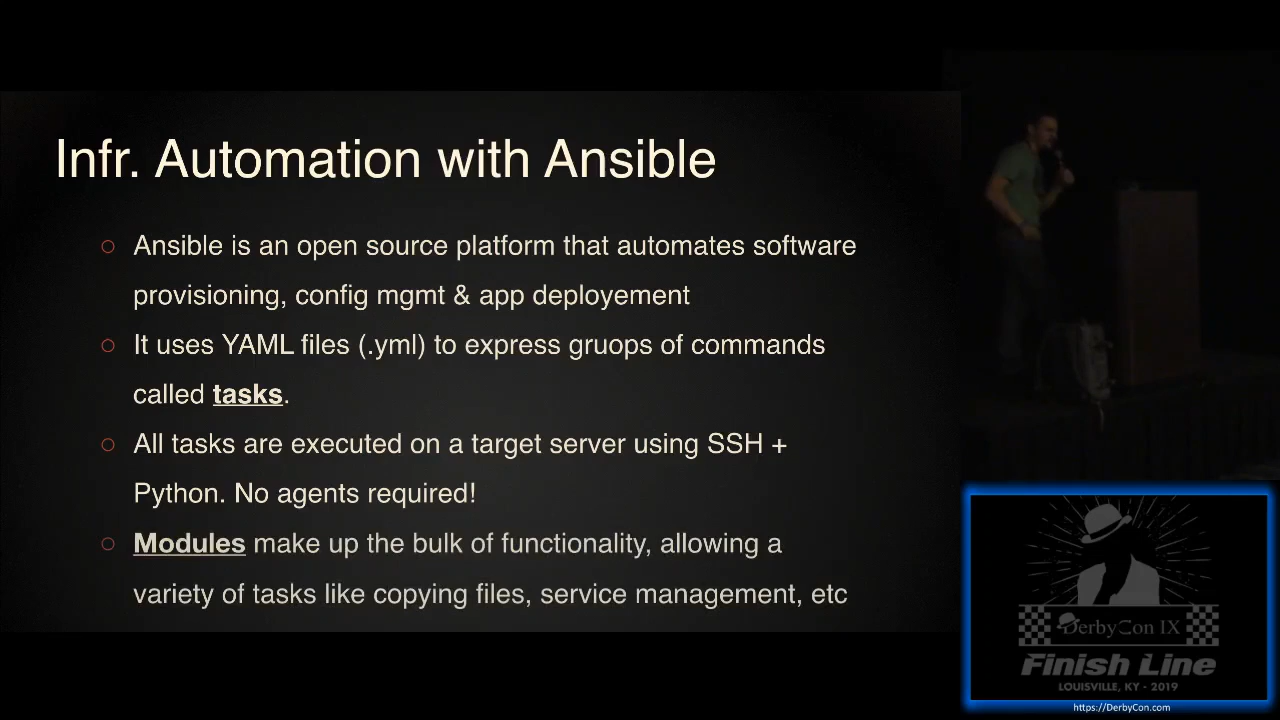 Infr. Automation with Ansible
○ Ansible is an open source platform that automates software
provisioning, config mgmt & app deployement
○ It uses YAML files (.yml) to express gruops of commands
called tasks.
○ All tasks are executed on a target server using SSH +
Python. No agents required!
○ Modules make up the bulk of functionality, allowing a
variety of tasks like copying files, service management, etc
DerbyCon IX
Finish Line
LOUISVILLE, KY - 2019
https://DerbyCon.com